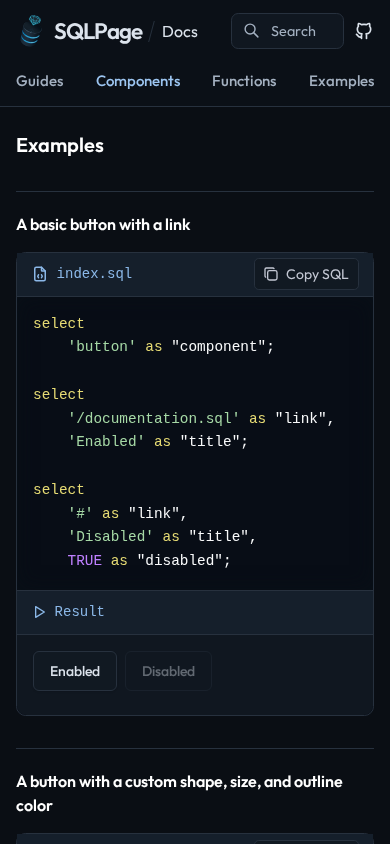 SQLPage / Docs Search
Guides Components Functions Examples
Examples
A basic button with a link
index.sql Copy SQL
select
    'button' as "component";

select
    '/documentation.sql' as "link",
    'Enabled' as "title";

select
    '#' as "link",
    'Disabled' as "title",
    TRUE as "disabled";
Result
Enabled Disabled
A button with a custom shape, size, and outline
color